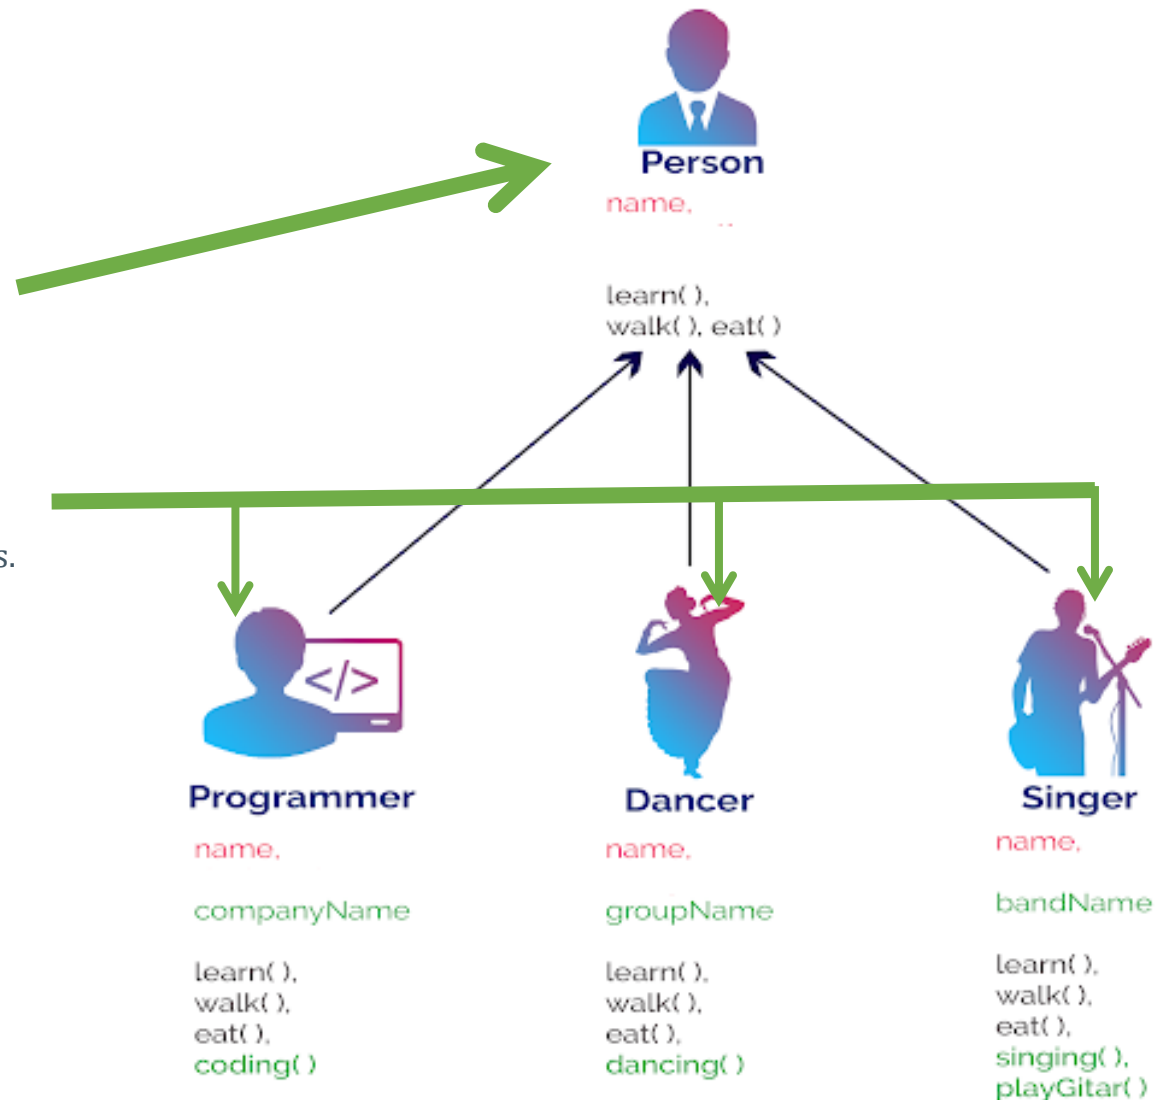 Person
name,
learn( ),
walk( ), eat( )
s.
</>
Programmer
name,
companyName
learn( ),
walk( ),
eat( ),
coding( )
Dancer
name,
groupName
learn( ),
walk( ),
eat( ),
dancing( )
Singer
name,
bandName
learn( ),
walk( ),
eat( ),
singing( ),
playGitar( )